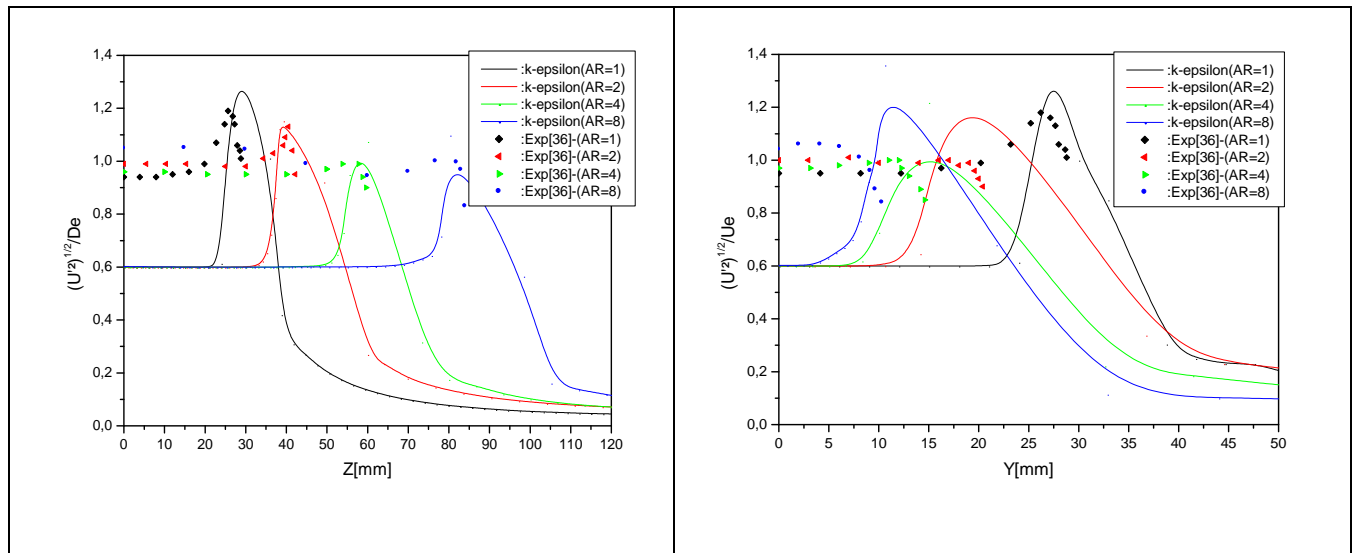 1,4
1,2
1,0
0,8
0,6
0,4
0,2
0,0
(U'²)¹/²/De
0 10 20 30 40 50 60 70 80 90 100 110 120
Z[mm]
:k-epsilon(AR=1)
:k-epsilon(AR=2)
:k-epsilon(AR=4)
:k-epsilon(AR=8)
:Exp[36]-(AR=1)
:Exp[36]-(AR=2)
:Exp[36]-(AR=4)
:Exp[36]-(AR=8)
1,4
1,2
1,0
0,8
0,6
0,4
0,2
0,0
(U'²)¹/²/Ue
0 5 10 15 20 25 30 35 40 45 50
Y[mm]
:k-epsilon(AR=1)
:k-epsilon(AR=2)
:k-epsilon(AR=4)
:k-epsilon(AR=8)
:Exp[36]-(AR=1)
:Exp[36]-(AR=2)
:Exp[36]-(AR=4)
:Exp[36]-(AR=8)